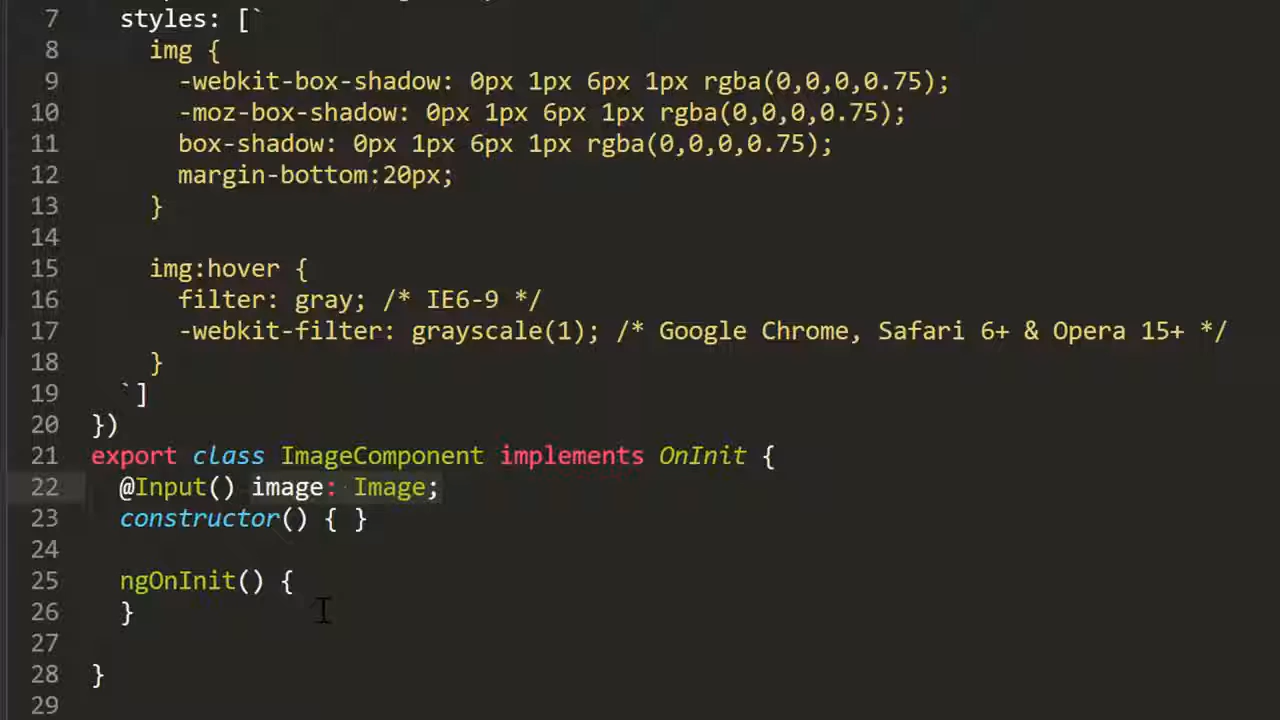 7 styles: [`
8 img {
9 -webkit-box-shadow: 0px 1px 6px 1px rgba(0,0,0,0.75);
10 -moz-box-shadow: 0px 1px 6px 1px rgba(0,0,0,0.75);
11 box-shadow: 0px 1px 6px 1px rgba(0,0,0,0.75);
12 margin-bottom:20px;
13 }
14
15 img:hover {
16 filter: gray; /* IE6-9 */
17 -webkit-filter: grayscale(1); /* Google Chrome, Safari 6+ & Opera 15+ */
18 }
19 `]
20 })
21 export class ImageComponent implements OnInit {
22 @Input() image: Image;
23 constructor() { }
24
25 ngOnInit() {
26 }
27
28 }
29